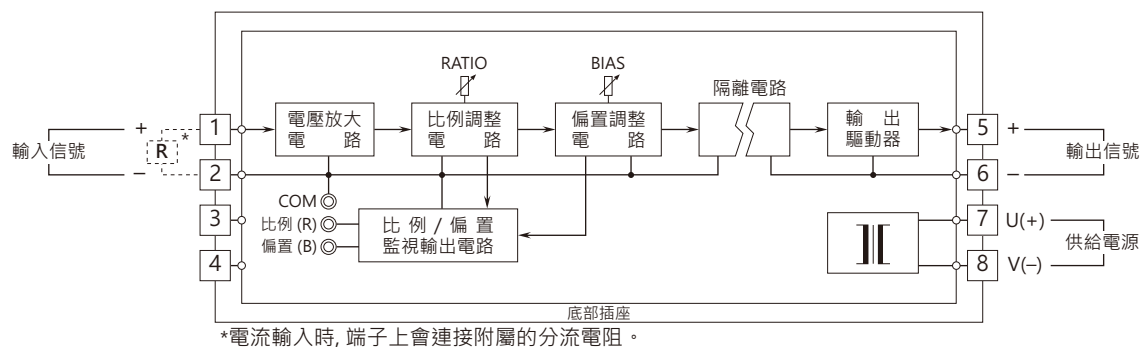 RATIO
BIAS
隔離電路
電壓放大
電 路
比例調整
電 路
偏置調整
電 路
輸 出
驅動器
輸入信號
+
−
R
*
1
2
3
4
COM
比例 (R)
偏置 (B)
比 例 / 偏 置
監視輸出電路
5
6
7
8
+
−
輸出信號
U(+)
V(−)
供給電源
底部插座
*電流輸入時, 端子上會連接附屬的分流電阻。